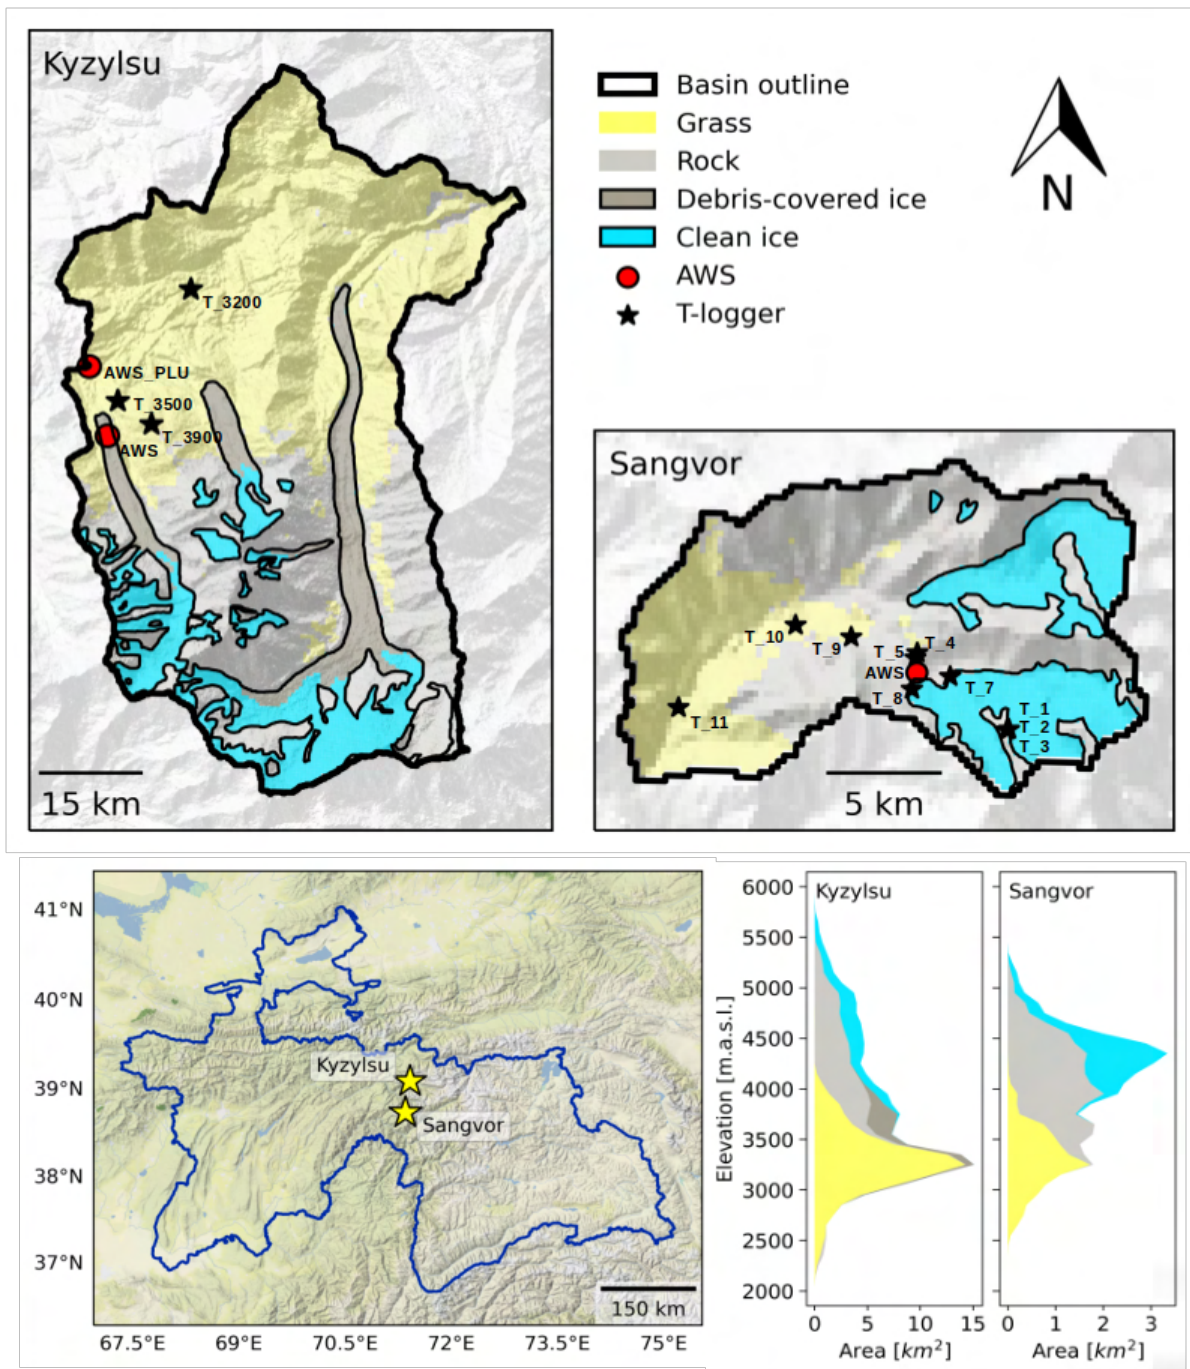 Kyzylsu
T_3200
AWS_PLU
T_3500
T_3900
AWS
15 km
Basin outline
Grass
Rock
Debris-covered ice
Clean ice
AWS
T-logger
N
Sangvor
T_10
T_9
T_5
T_4
AWS
T_8
T_7
T_1
T_2
T_3
T_11
5 km
41°N
40°N
39°N
38°N
37°N
Kyzylsu
Sangvor
150 km
67.5°E
69°E
70.5°E
72°E
73.5°E
75°E
Elevation [m.a.s.l.]
6000
5500
5000
4500
4000
3500
3000
2500
2000
Kyzylsu
0
5
10
15
Area [km²]
Sangvor
0
1
2
3
Area [km²]